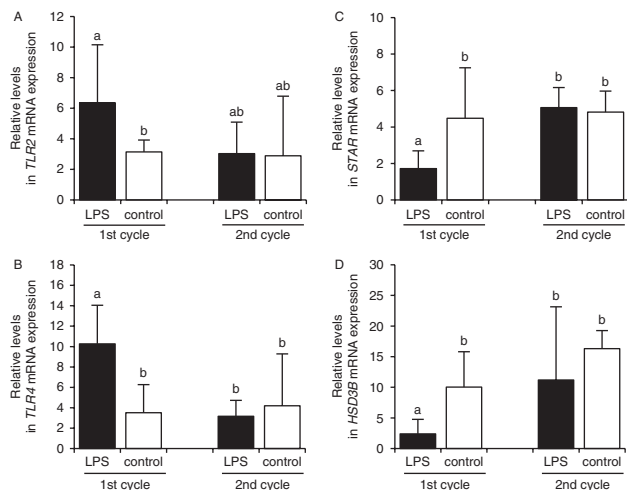 A
Relative levels
in TLR2 mRNA expression
12
10
8
6
4
2
0
a
b
ab
ab
LPS control LPS control
1st cycle 2nd cycle
C
Relative levels
in STAR mRNA expression
10
8
6
4
2
0
a
b
b
b
LPS control LPS control
1st cycle 2nd cycle
B
Relative levels
in TLR4 mRNA expression
18
16
14
12
10
8
6
4
2
0
a
b
b
b
LPS control LPS control
1st cycle 2nd cycle
D
Relative levels
in HSD3B mRNA expression
30
25
20
15
10
5
0
a
b
b
b
LPS control LPS control
1st cycle 2nd cycle